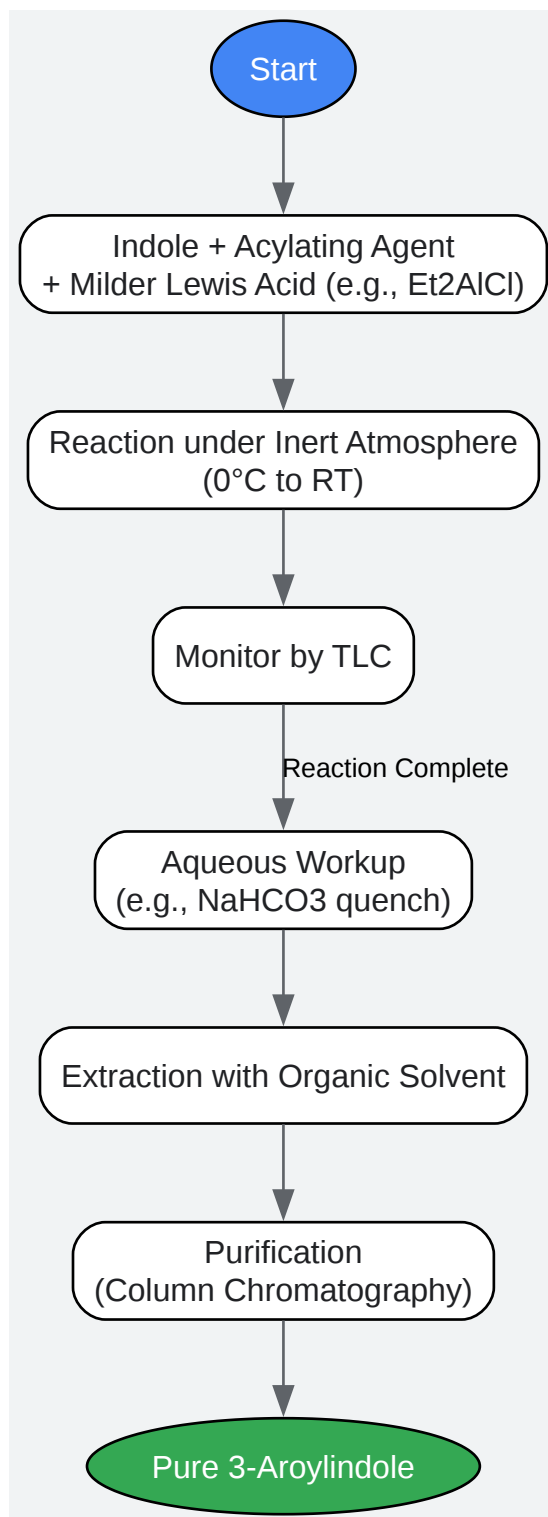 Start
Indole + Acylating Agent
+ Milder Lewis Acid (e.g., Et2AlCl)
Reaction under Inert Atmosphere
(0°C to RT)
Monitor by TLC
Reaction Complete
Aqueous Workup
(e.g., NaHCO3 quench)
Extraction with Organic Solvent
Purification
(Column Chromatography)
Pure 3-Aroylindole